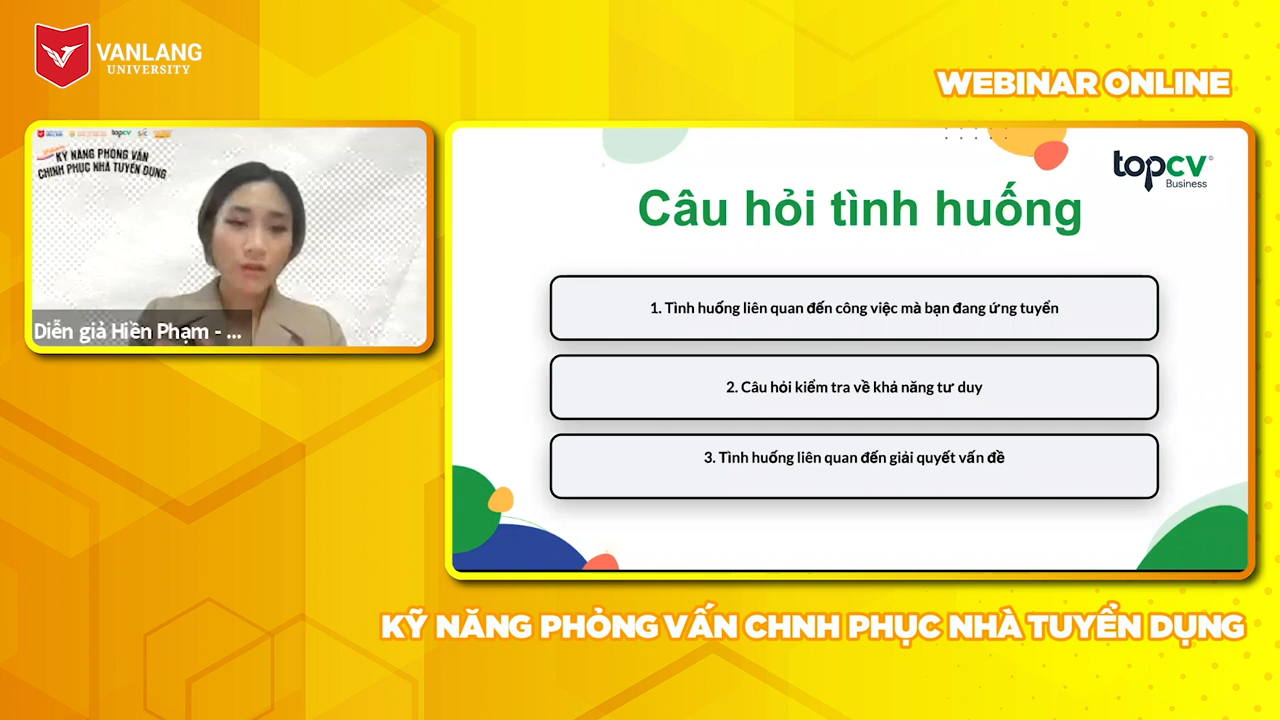 VANLANG
UNIVERSITY
WEBINAR ONLINE
topcv
KỸ NĂNG PHỎNG VẤN
CHINH PHỤC NHÀ TUYỂN DỤNG
Diễn giả Hiền Phạm - ...
topcv
Business
Câu hỏi tình huống
1. Tình huống liên quan đến công việc mà bạn đang ứng tuyển
2. Câu hỏi kiểm tra về khả năng tư duy
3. Tình huống liên quan đến giải quyết vấn đề
KỸ NĂNG PHỎNG VẤN CHNH PHỤC NHÀ TUYỂN DỤNG